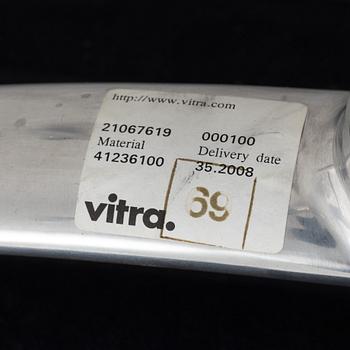 http://www.vitra.com
21067619 000100
Material Delivery date
41236100 35.2008
vitra. 69